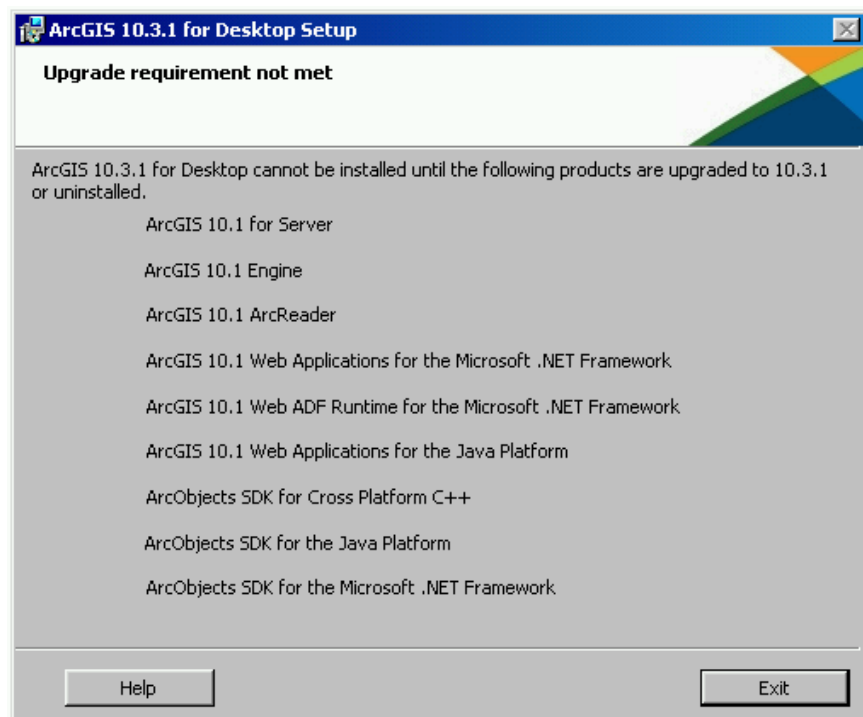 ArcGIS 10.3.1 for Desktop Setup
Upgrade requirement not met
ArcGIS 10.3.1 for Desktop cannot be installed until the following products are upgraded to 10.3.1
or uninstalled.
ArcGIS 10.1 for Server
ArcGIS 10.1 Engine
ArcGIS 10.1 ArcReader
ArcGIS 10.1 Web Applications for the Microsoft .NET Framework
ArcGIS 10.1 Web ADF Runtime for the Microsoft .NET Framework
ArcGIS 10.1 Web Applications for the Java Platform
ArcObjects SDK for Cross Platform C++
ArcObjects SDK for the Java Platform
ArcObjects SDK for the Microsoft .NET Framework
Help
Exit